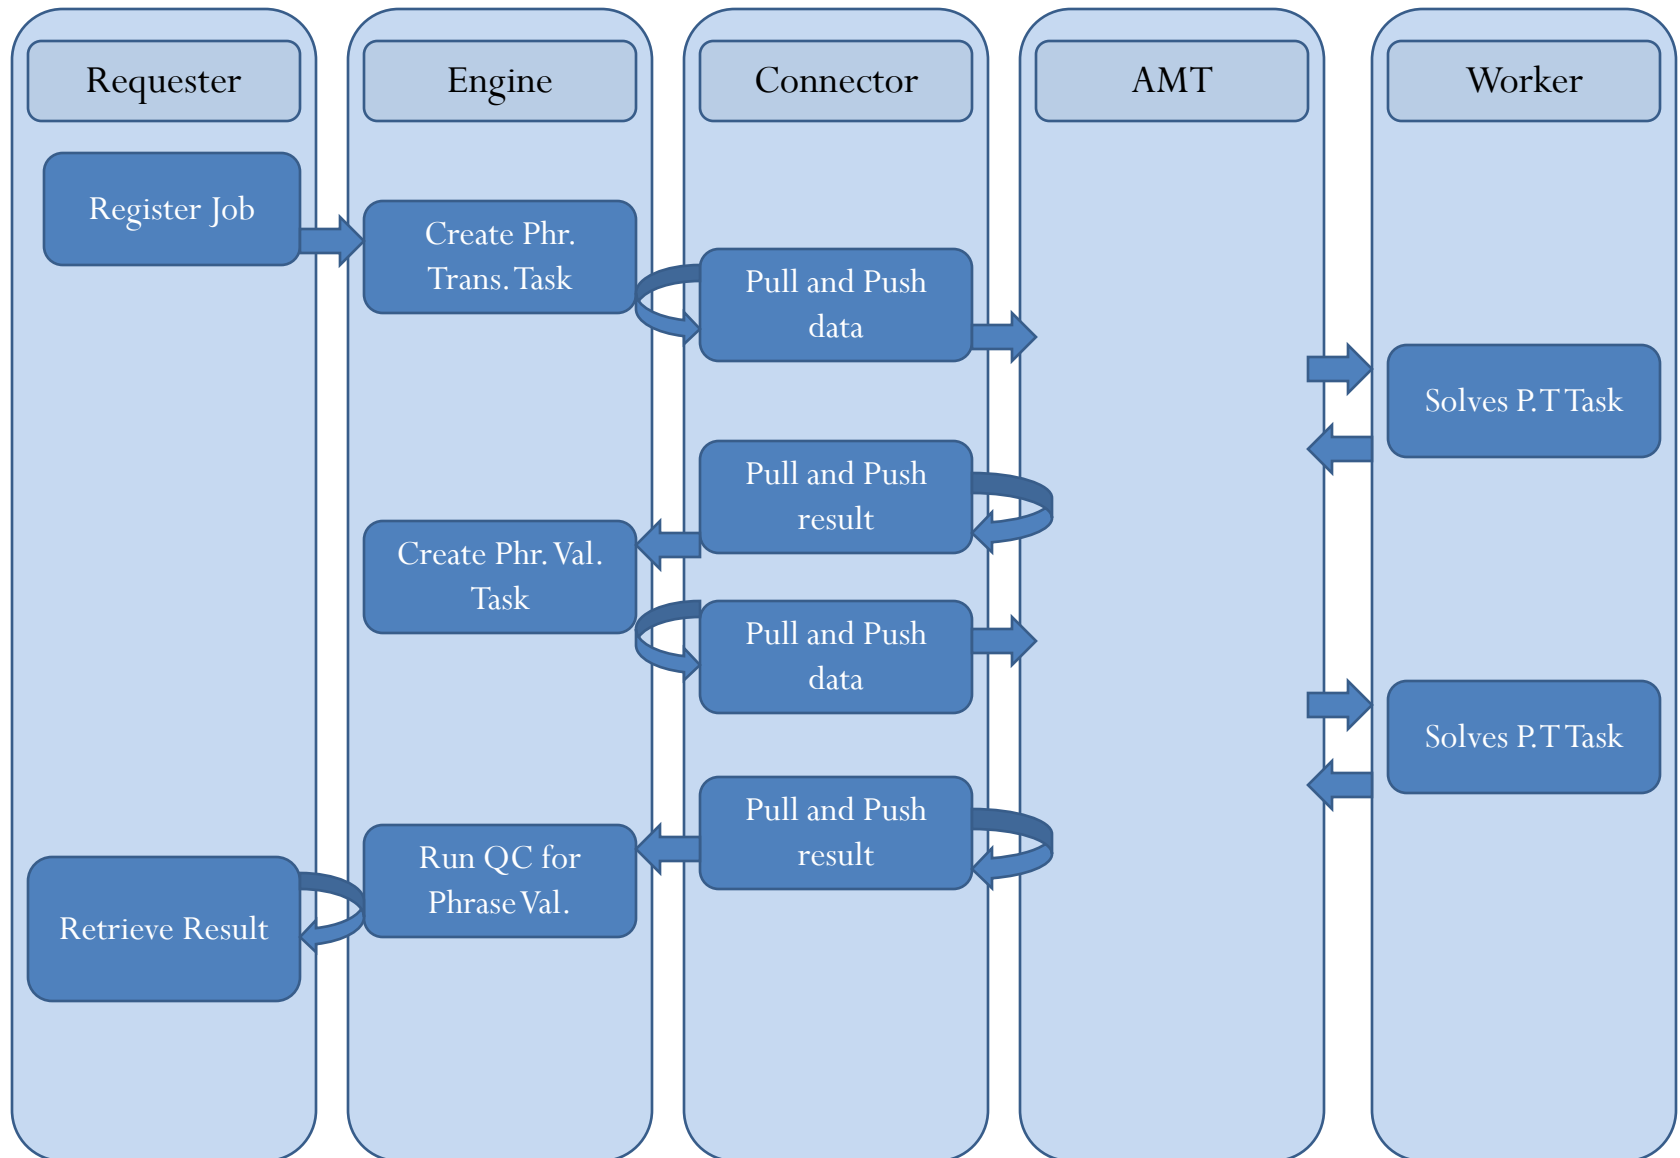 Requester
Engine
Connector
AMT
Worker
Register Job
Create Phr.
Trans. Task
Pull and Push
data
Solves P.T Task
Pull and Push
result
Create Phr. Val.
Task
Pull and Push
data
Solves P.T Task
Pull and Push
result
Run QC for
Phrase Val.
Retrieve Result